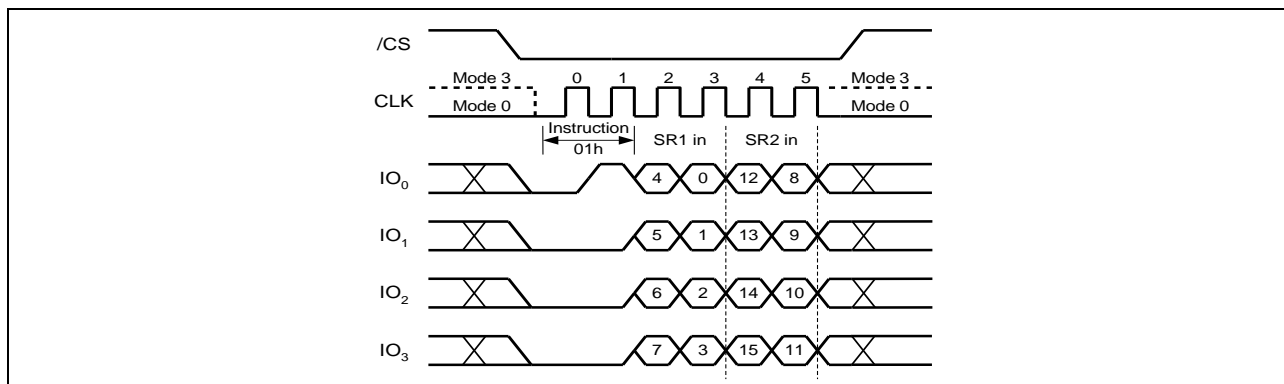 /CS
Mode 3 0 1 2 3 4 5 Mode 3
CLK Mode 0 Mode 0
Instruction SR1 in SR2 in
01h
IO0 4 0 12 8
IO1 5 1 13 9
IO2 6 2 14 10
IO3 7 3 15 11